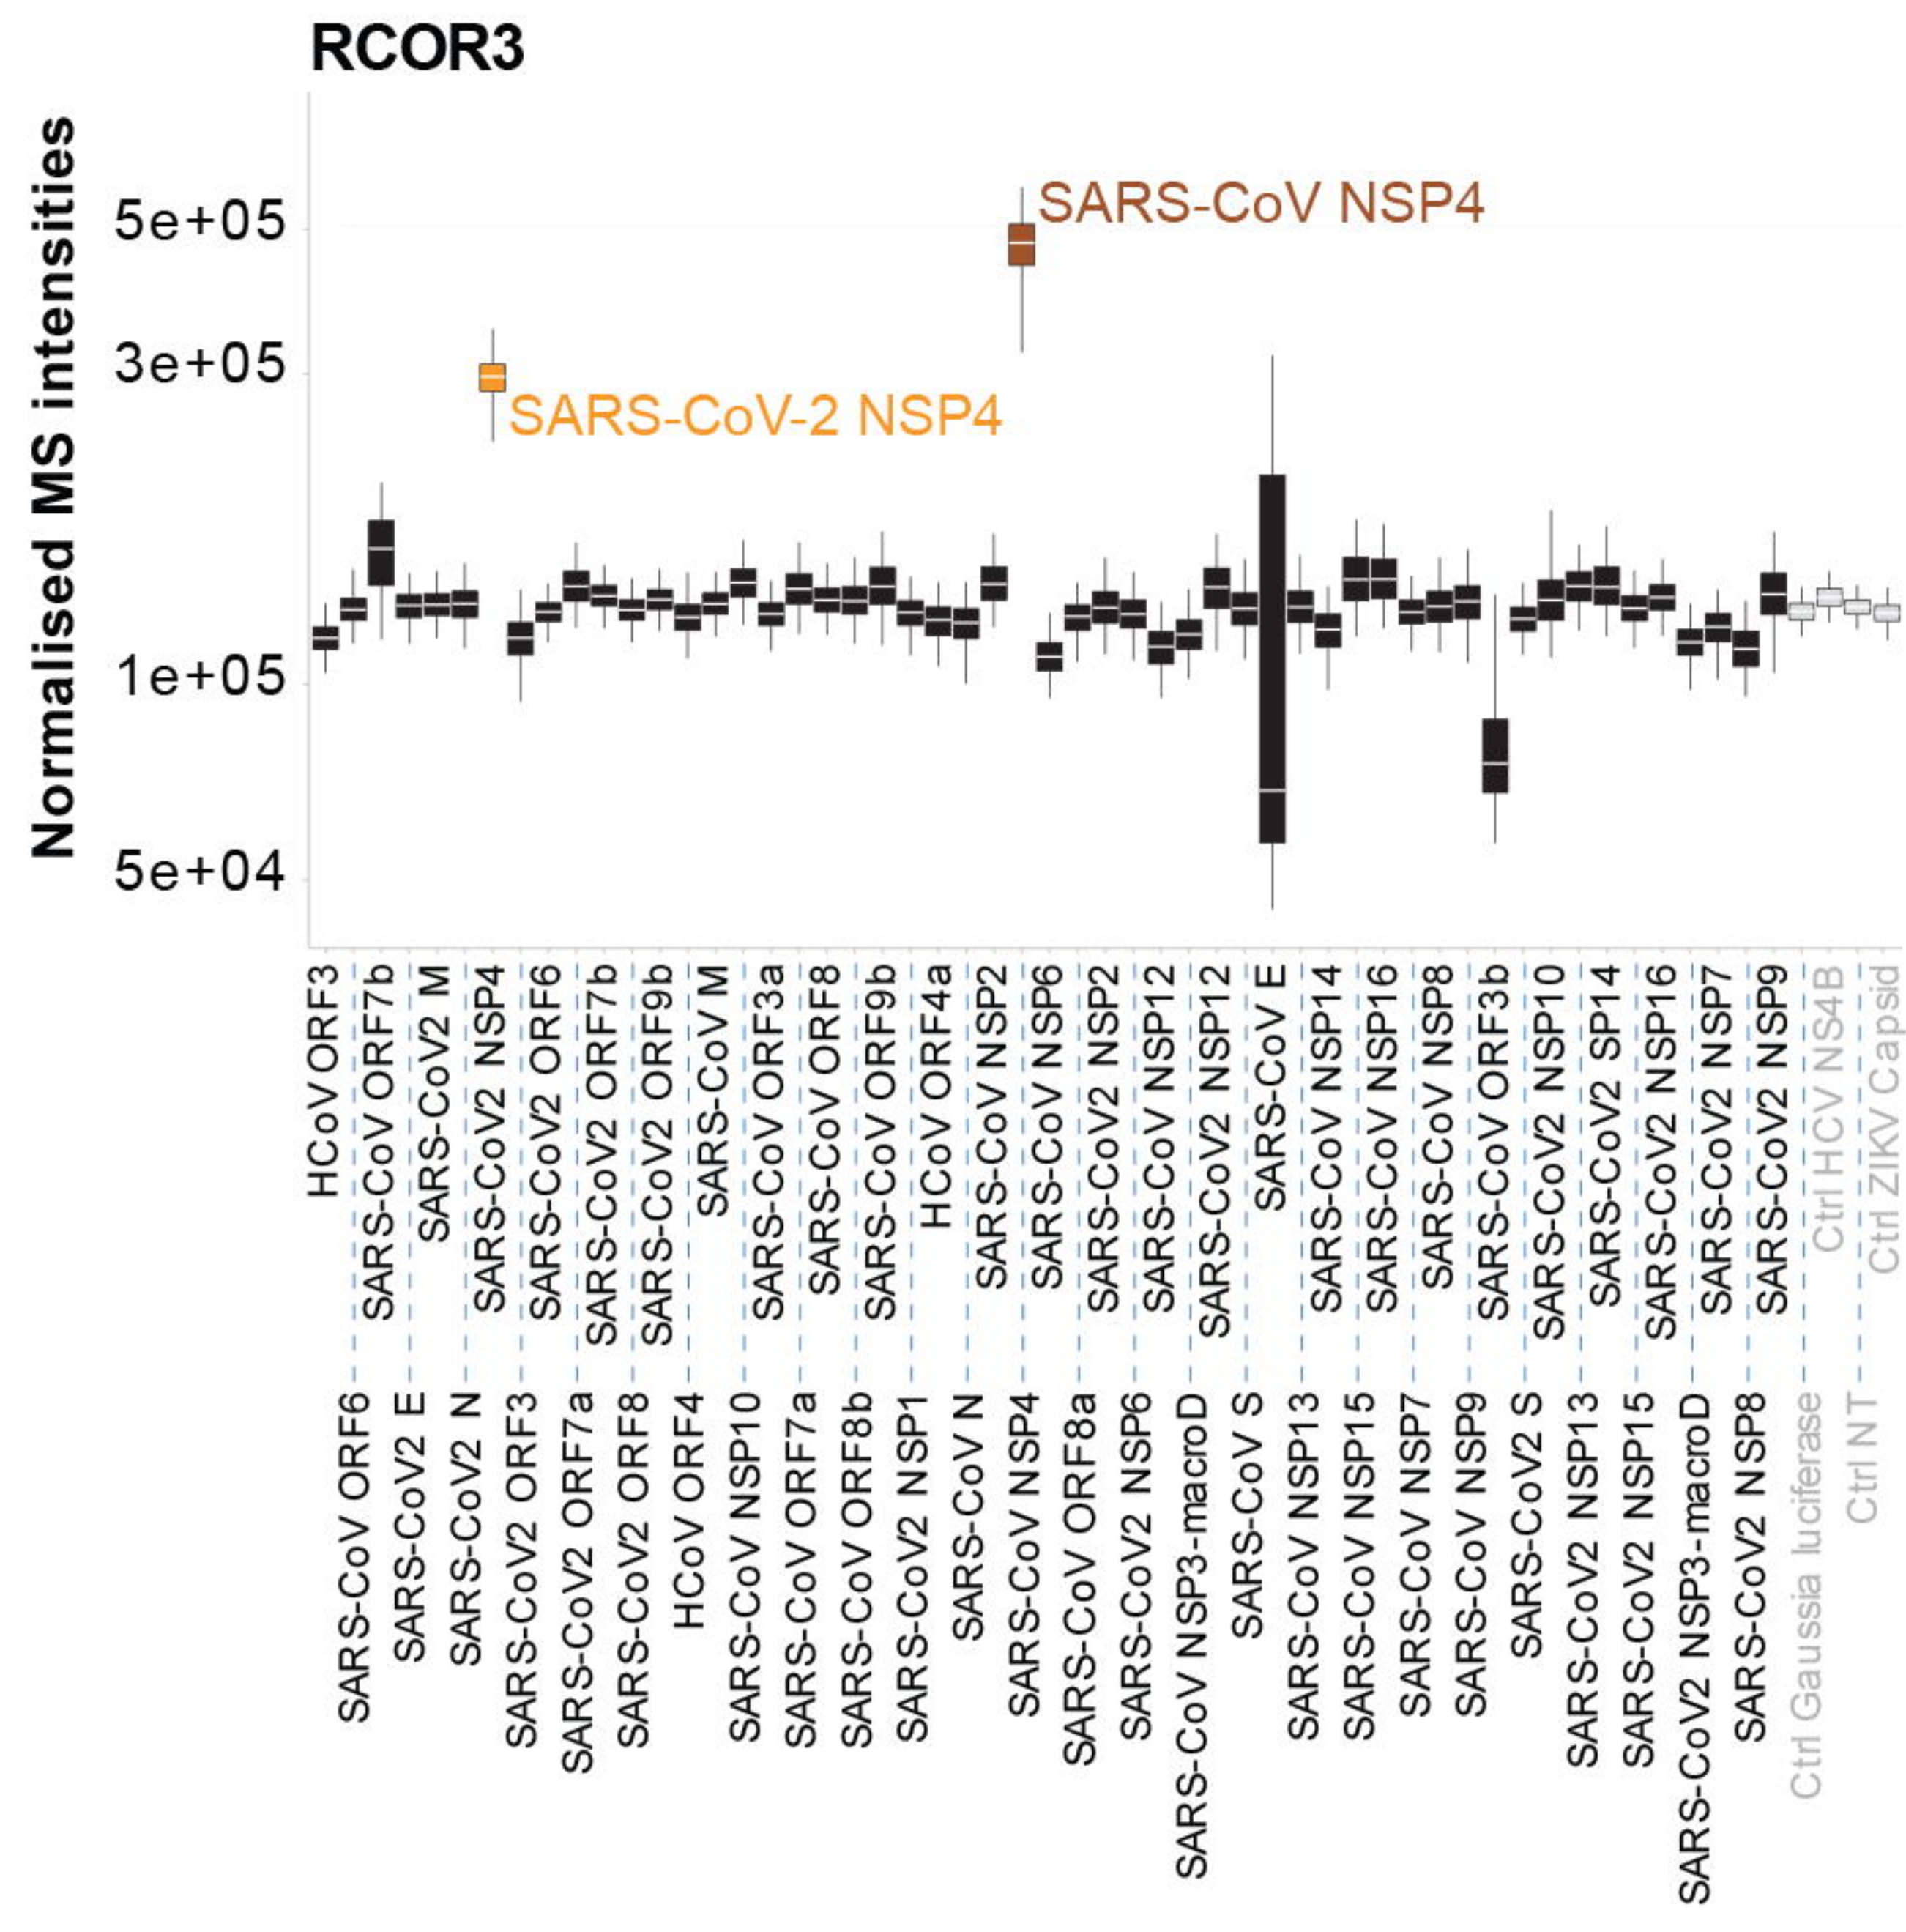 RCOR3
Normalised MS intensities
5e+05
3e+05
1e+05
5e+04
SARS-CoV NSP4
SARS-CoV-2 NSP4
HCoV ORF3
SARS-CoV ORF6
SARS-CoV ORF7b
SARS-CoV2 E
SARS-CoV2 M
SARS-CoV2 N
SARS-CoV2 NSP4
SARS-CoV2 ORF3
SARS-CoV2 ORF6
SARS-CoV2 ORF7a
SARS-CoV2 ORF7b
SARS-CoV2 ORF8
SARS-CoV2 ORF9b
HCoV ORF4
SARS-CoV M
SARS-CoV NSP10
SARS-CoV ORF3a
SARS-CoV ORF7a
SARS-CoV ORF8
SARS-CoV ORF8b
SARS-CoV ORF9b
SARS-CoV2 NSP1
HCoV ORF4a
SARS-CoV N
SARS-CoV NSP2
SARS-CoV NSP4
SARS-CoV NSP6
SARS-CoV ORF8a
SARS-CoV2 NSP2
SARS-CoV2 NSP6
SARS-CoV NSP12
SARS-CoV NSP3-macroD
SARS-CoV2 NSP12
SARS-CoV S
SARS-CoV E
SARS-CoV NSP13
SARS-CoV NSP14
SARS-CoV NSP15
SARS-CoV NSP16
SARS-CoV NSP7
SARS-CoV NSP8
SARS-CoV NSP9
SARS-CoV ORF3b
SARS-CoV2 S
SARS-CoV2 NSP10
SARS-CoV2 NSP13
SARS-CoV2 SP14
SARS-CoV2 NSP15
SARS-CoV2 NSP16
SARS-CoV2 NSP3-macroD
SARS-CoV2 NSP7
SARS-CoV2 NSP8
SARS-CoV2 NSP9
Ctrl Gaussia luciferase
Ctrl HCV NS4B
Ctrl NT
Ctrl ZIKV Capsid